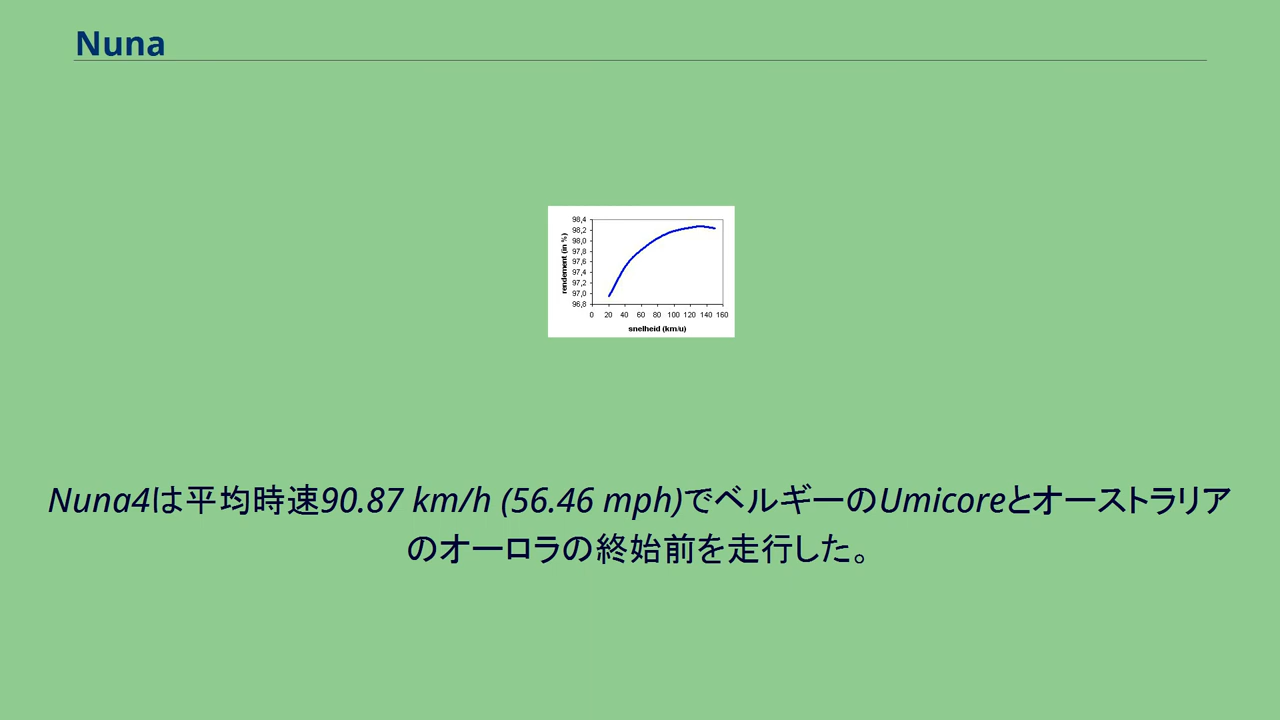 Nuna
98,4
98,2
98,0
97,8
97,6
97,4
97,2
97,0
96,8
rendement (in %)
0 20 40 60 80 100 120 140 160
snelheid (km/u)
Nuna4は平均時速90.87 km/h (56.46 mph)でベルギーのUmicoreとオーストラリア
のオーロラの終始前を走行した。